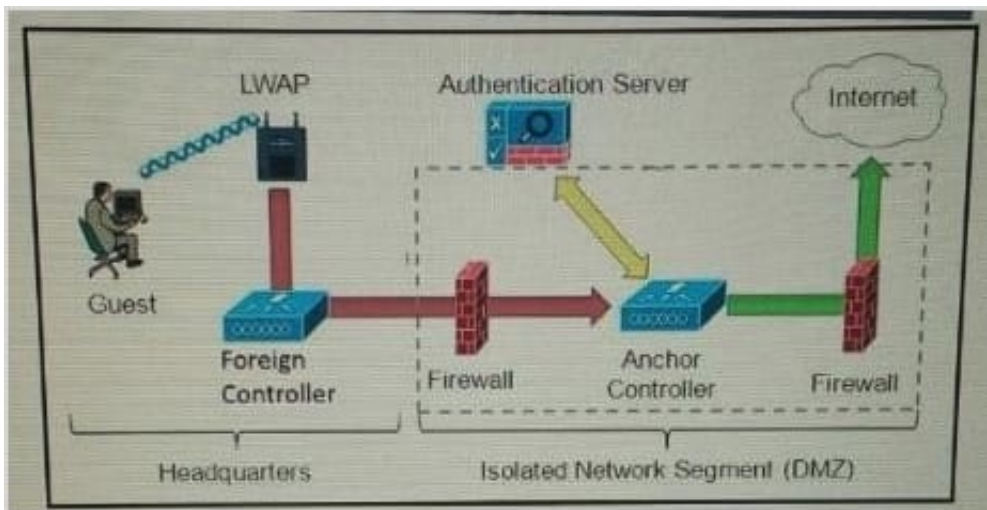 LWAP
Authentication Server
Internet
Guest
Foreign
Controller
Firewall
Anchor
Controller
Firewall
Headquarters
Isolated Network Segment (DMZ)